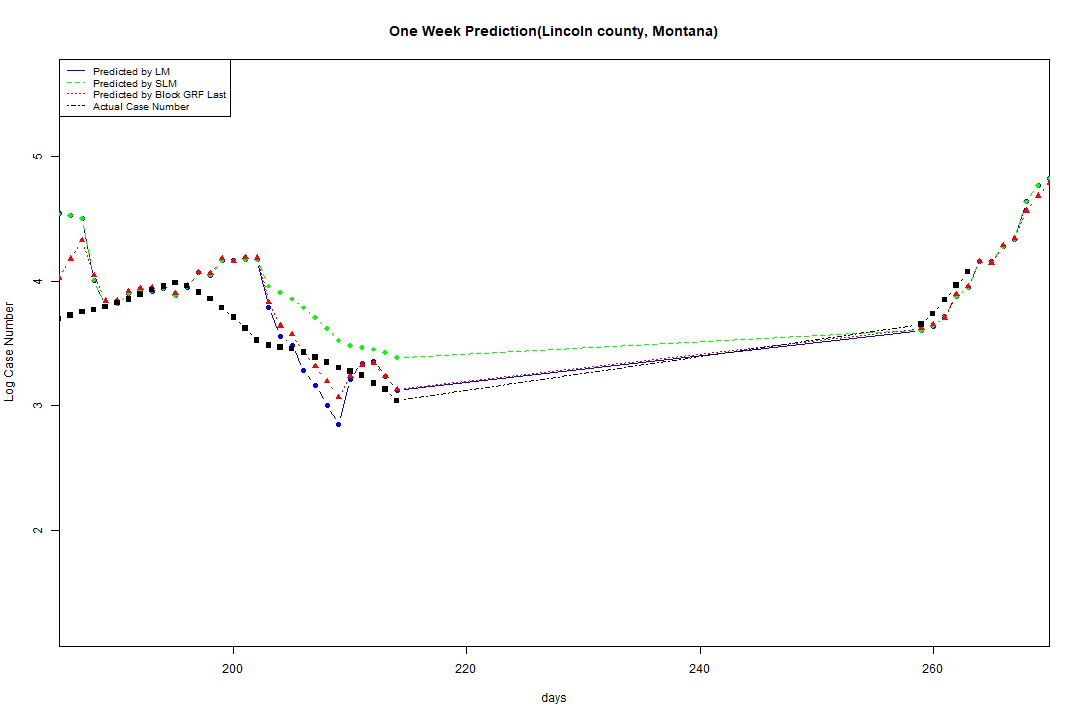 One Week Prediction(Lincoln county, Montana)
Predicted by LM
Predicted by SLM
Predicted by Block GRF Last
Actual Case Number
Log Case Number
5
4
3
2
200
220
240
260
days